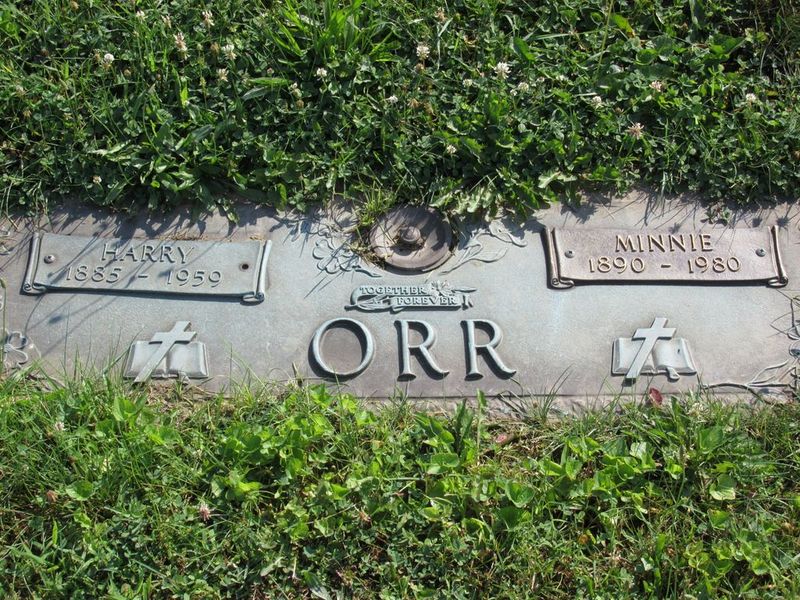 HARRY
1885 - 1959
MINNIE
1890 - 1980
TOGETHER
FOREVER
ORR